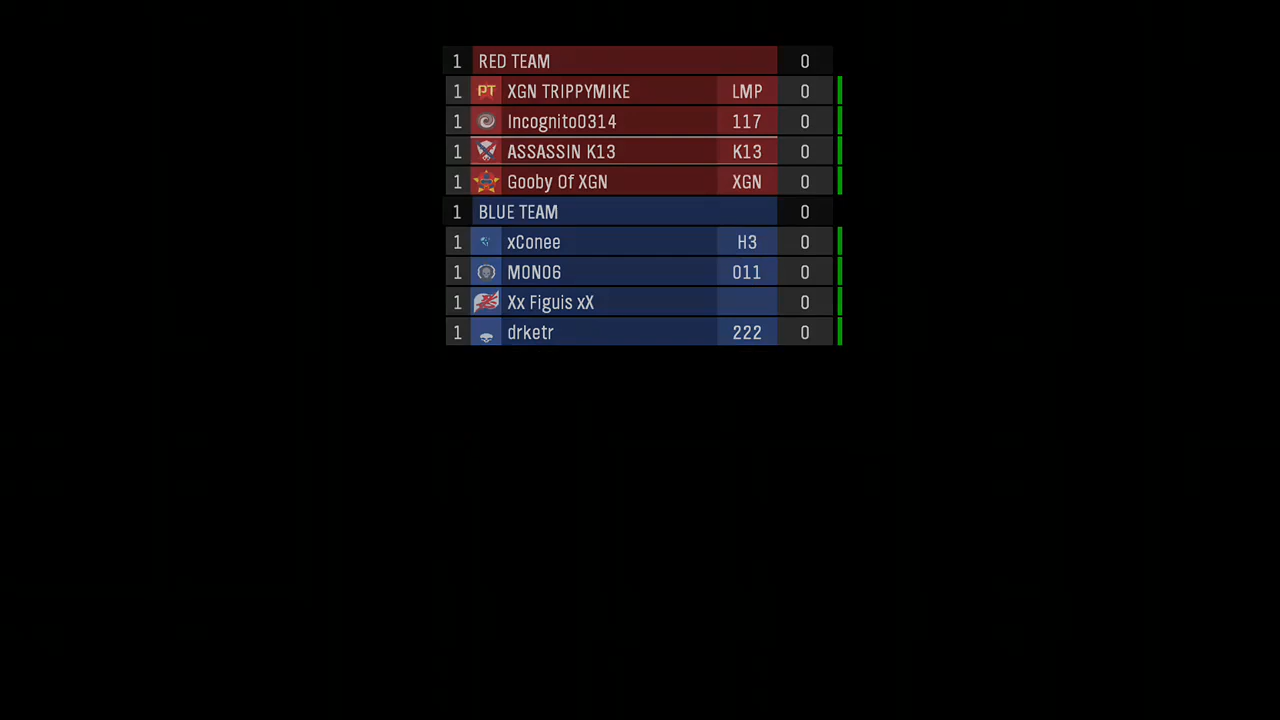 1 RED TEAM 0
1 PT XGN TRIPPYMIKE LMP 0
1 Incognito0314 117 0
1 ASSASSIN K13 K13 0
1 Gooby Of XGN XGN 0
1 BLUE TEAM 0
1 xConee H3 0
1 MONO6 011 0
1 Xx Figuis xX 0
1 drketr 222 0